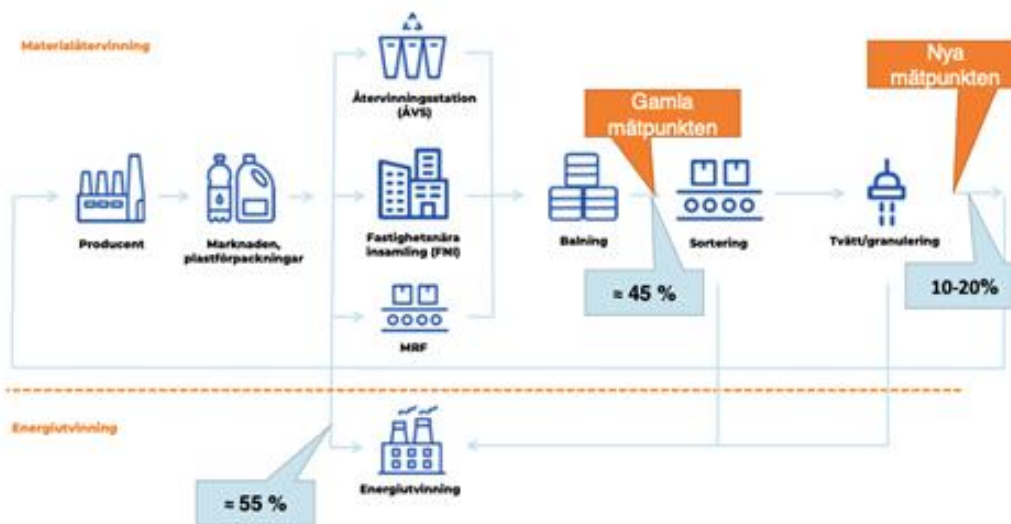 Materialåtervinning
Återvinningsstation
(ÅVS)
Gamla
mätpunkten
Nya
mätpunkten
Producent
Marknaden,
plastförpackningar
Fastighetsnära
insamling (FNI)
Balning
Sortering
Tvätt/granulering
≈ 45 %
10-20%
MRF
Energiutvinning
Energiutvinning
≈ 55 %